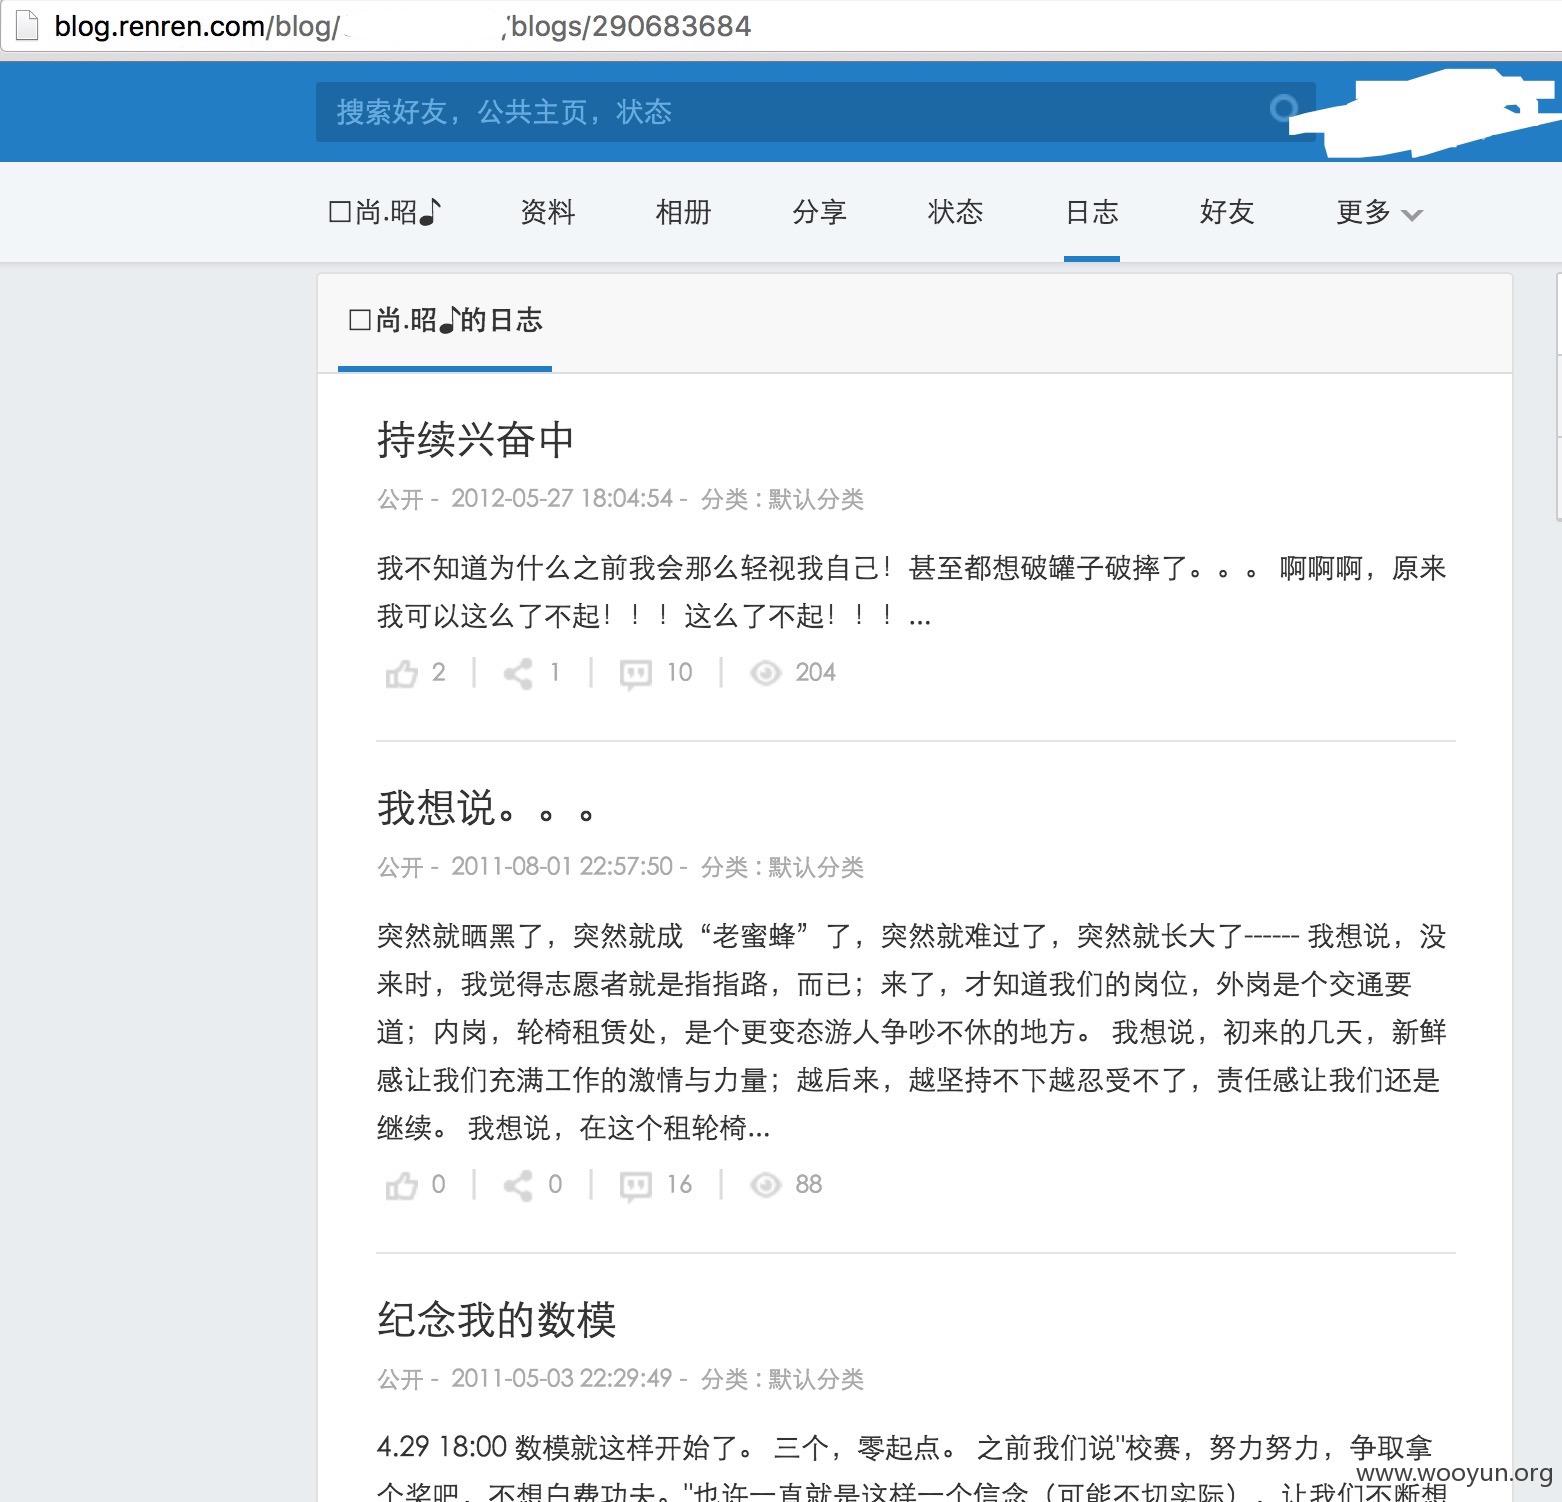 blog.renren.com/blog/ /blogs/290683684
搜索好友，公共主页，状态
□尚.昭♪ 资料 相册 分享 状态 日志 好友 更多
□尚.昭♪的日志
持续兴奋中
公开 - 2012-05-27 18:04:54 - 分类 : 默认分类
我不知道为什么之前我会那么轻视我自己！甚至都想破罐子破摔了。。。 啊啊啊，原来
我可以这么了不起！！！这么了不起！！！...
2 | 1 | 10 | 204
我想说。。。
公开 - 2011-08-01 22:57:50 - 分类 : 默认分类
突然就晒黑了，突然就成“老蜜蜂”了，突然就难过了，突然就长大了------ 我想说，没
来时，我觉得志愿者就是指指路，而已；来了，才知道我们的岗位，外岗是个交通要
道；内岗，轮椅租赁处，是个更变态游人争吵不休的地方。 我想说，初来的几天，新鲜
感让我们充满工作的激情与力量；越后来，越坚持不下越忍受不了，责任感让我们还是
继续。 我想说，在这个租轮椅...
0 | 0 | 16 | 88
纪念我的数模
公开 - 2011-05-03 22:29:49 - 分类 : 默认分类
4.29 18:00 数模就这样开始了。 三个，零起点。 之前我们说"校赛，努力努力，争取拿
个奖吧，不想白费功夫。"也许一直就是这样一个信念（可能不切实际），让我们不断想
www.wooyun.org